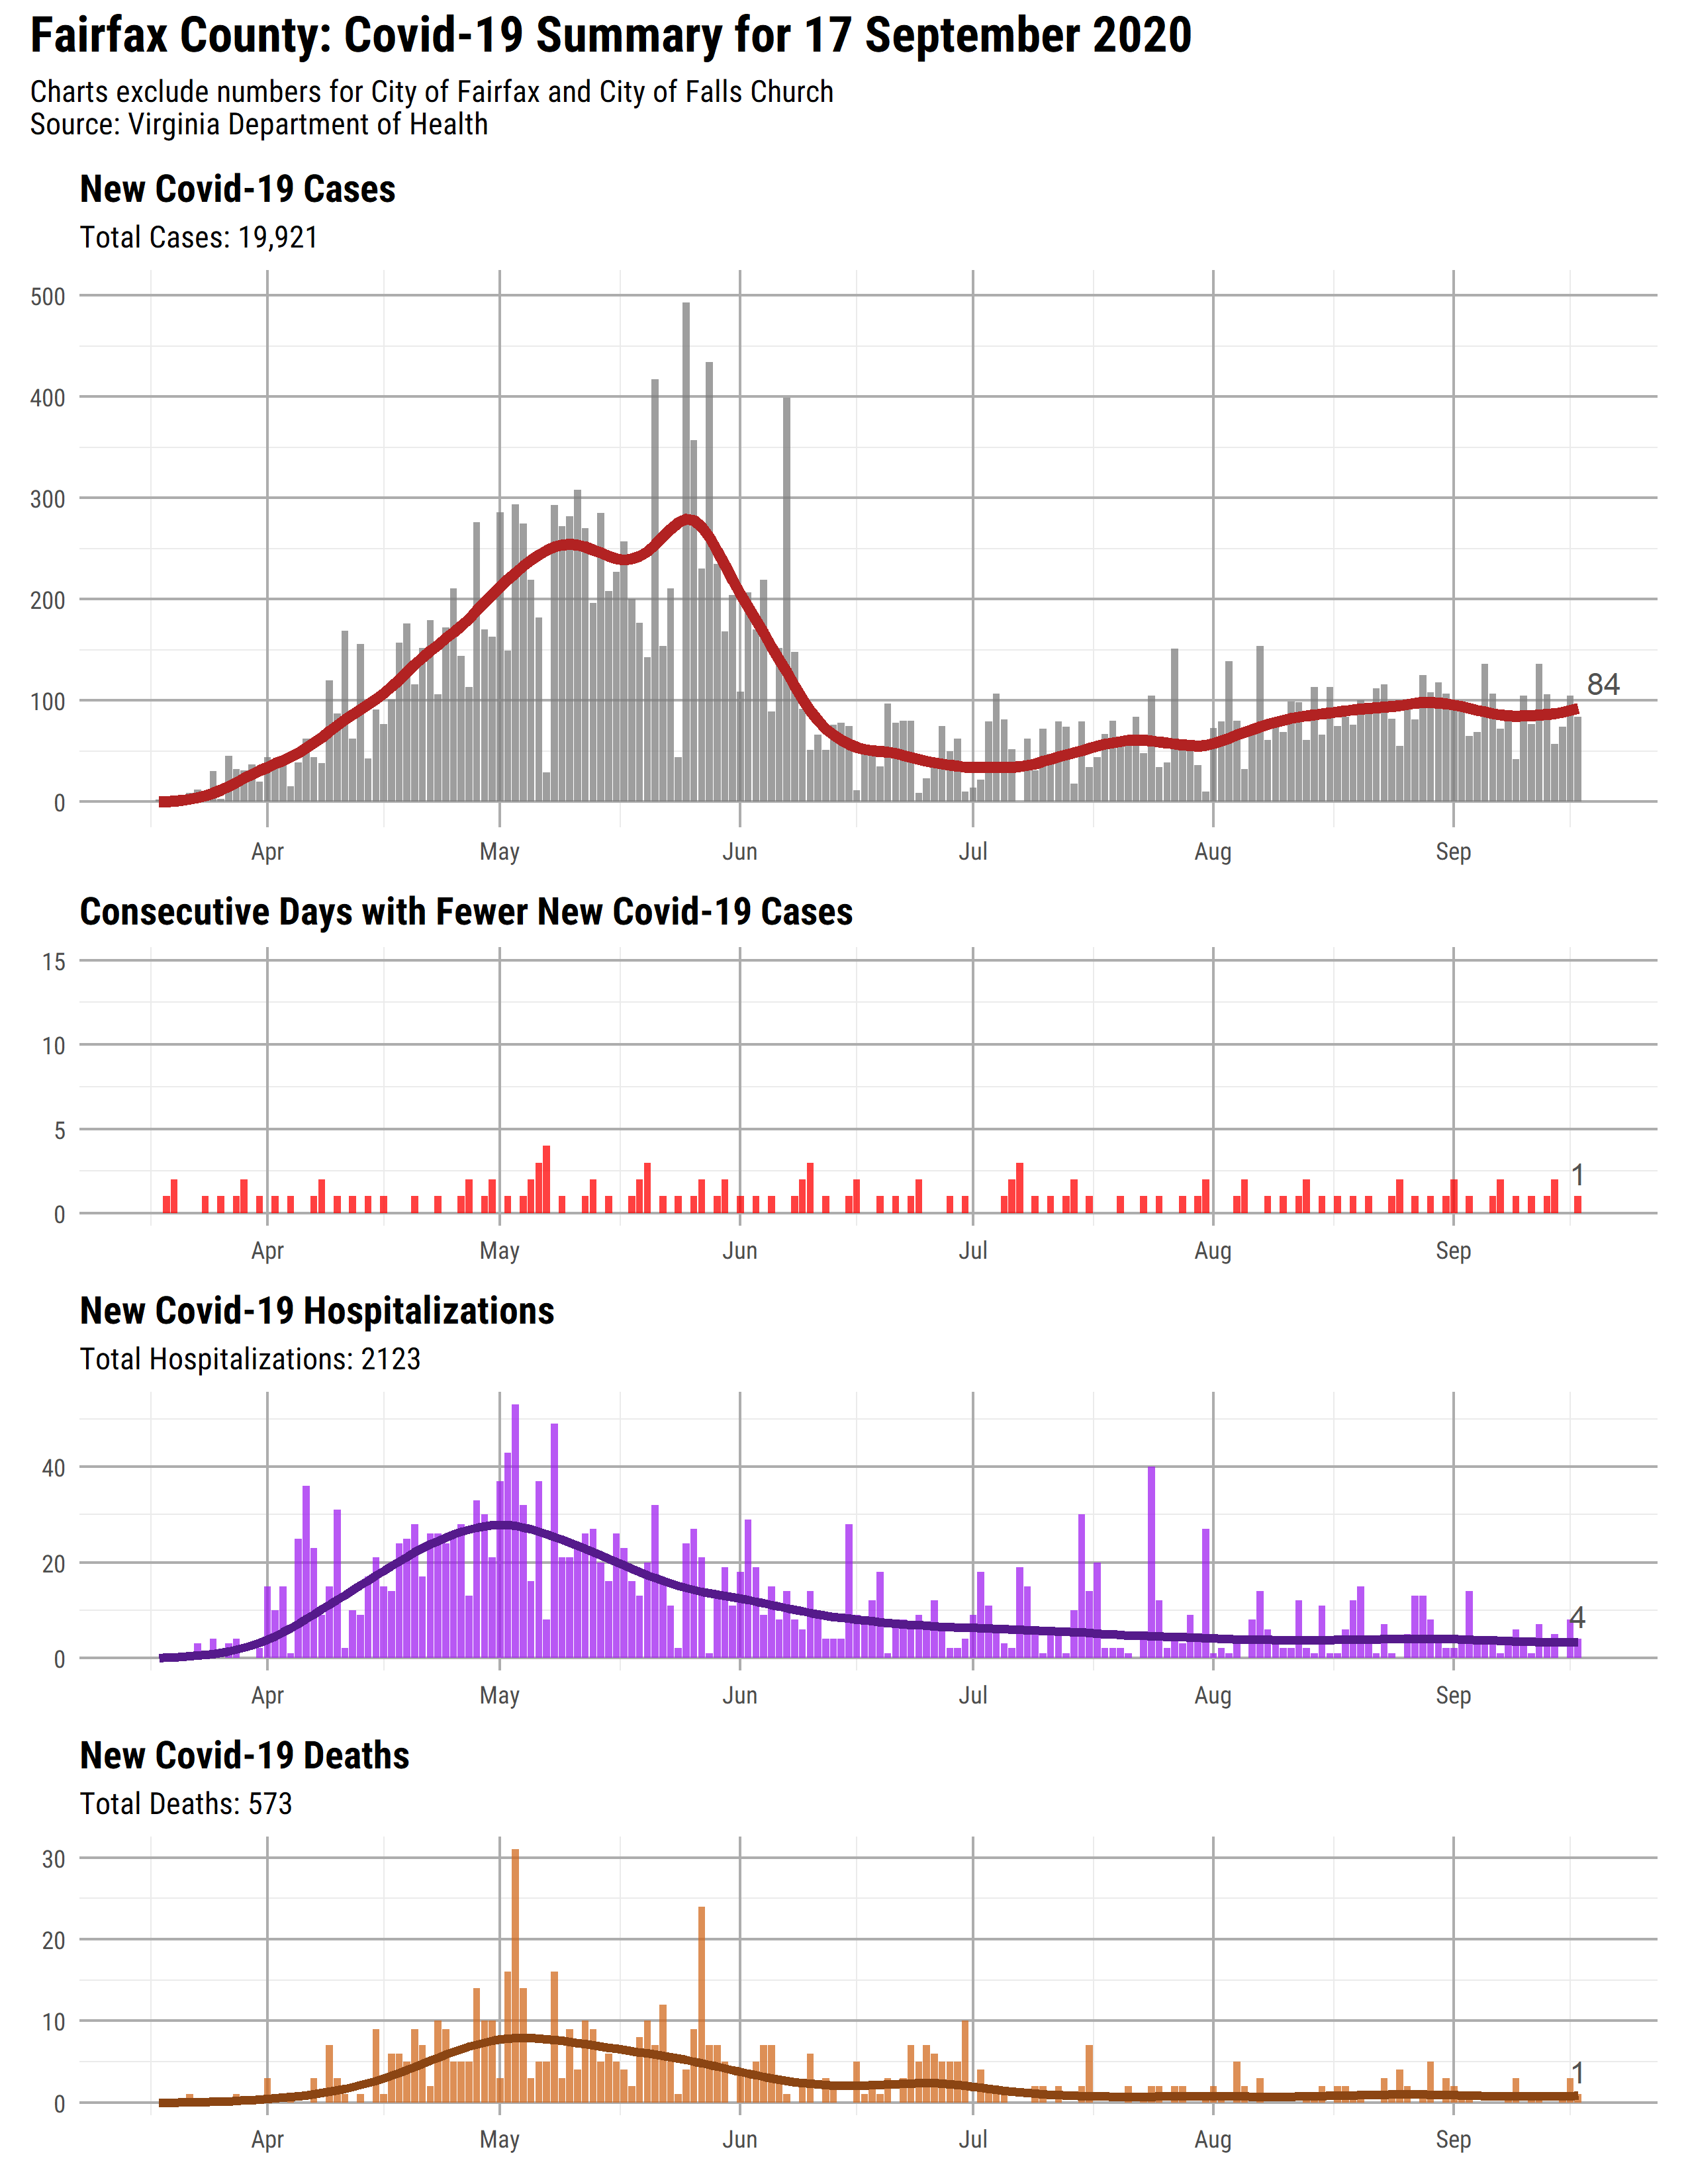 Fairfax County: Covid-19 Summary for 17 September 2020
Charts exclude numbers for City of Fairfax and City of Falls Church
Source: Virginia Department of Health
New Covid-19 Cases
Total Cases: 19,921
500
400
300
200
100
0
84
Apr May Jun Jul Aug Sep
Consecutive Days with Fewer New Covid-19 Cases
15
10
5
0
1
Apr May Jun Jul Aug Sep
New Covid-19 Hospitalizations
Total Hospitalizations: 2123
40
20
0
4
Apr May Jun Jul Aug Sep
New Covid-19 Deaths
Total Deaths: 573
30
20
10
0
1
Apr May Jun Jul Aug Sep